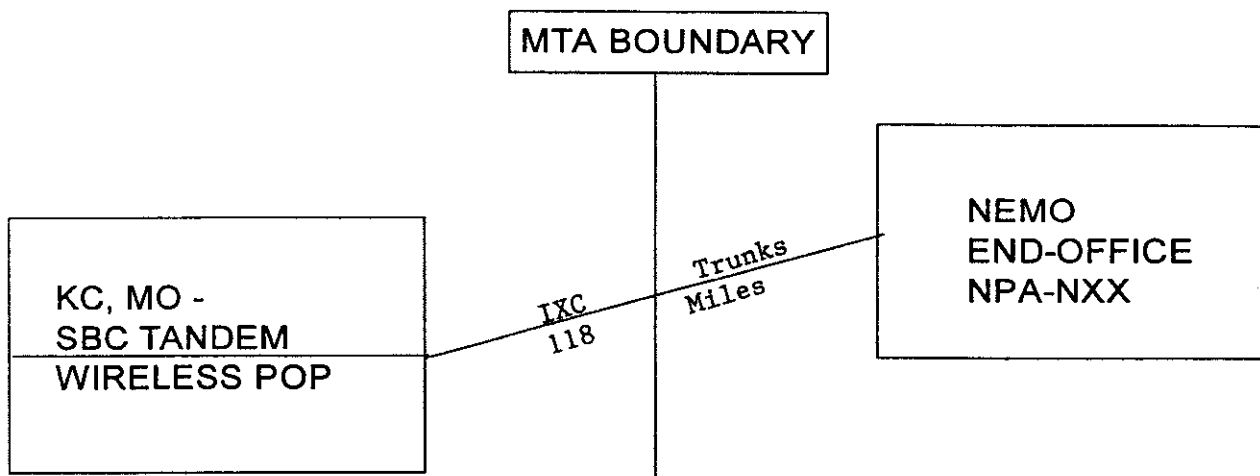 MTA BOUNDARY
KC, MO -
SBC TANDEM
WIRELESS POP
IXC Trunks
118 Miles
NEMO
END-OFFICE
NPA-NXX